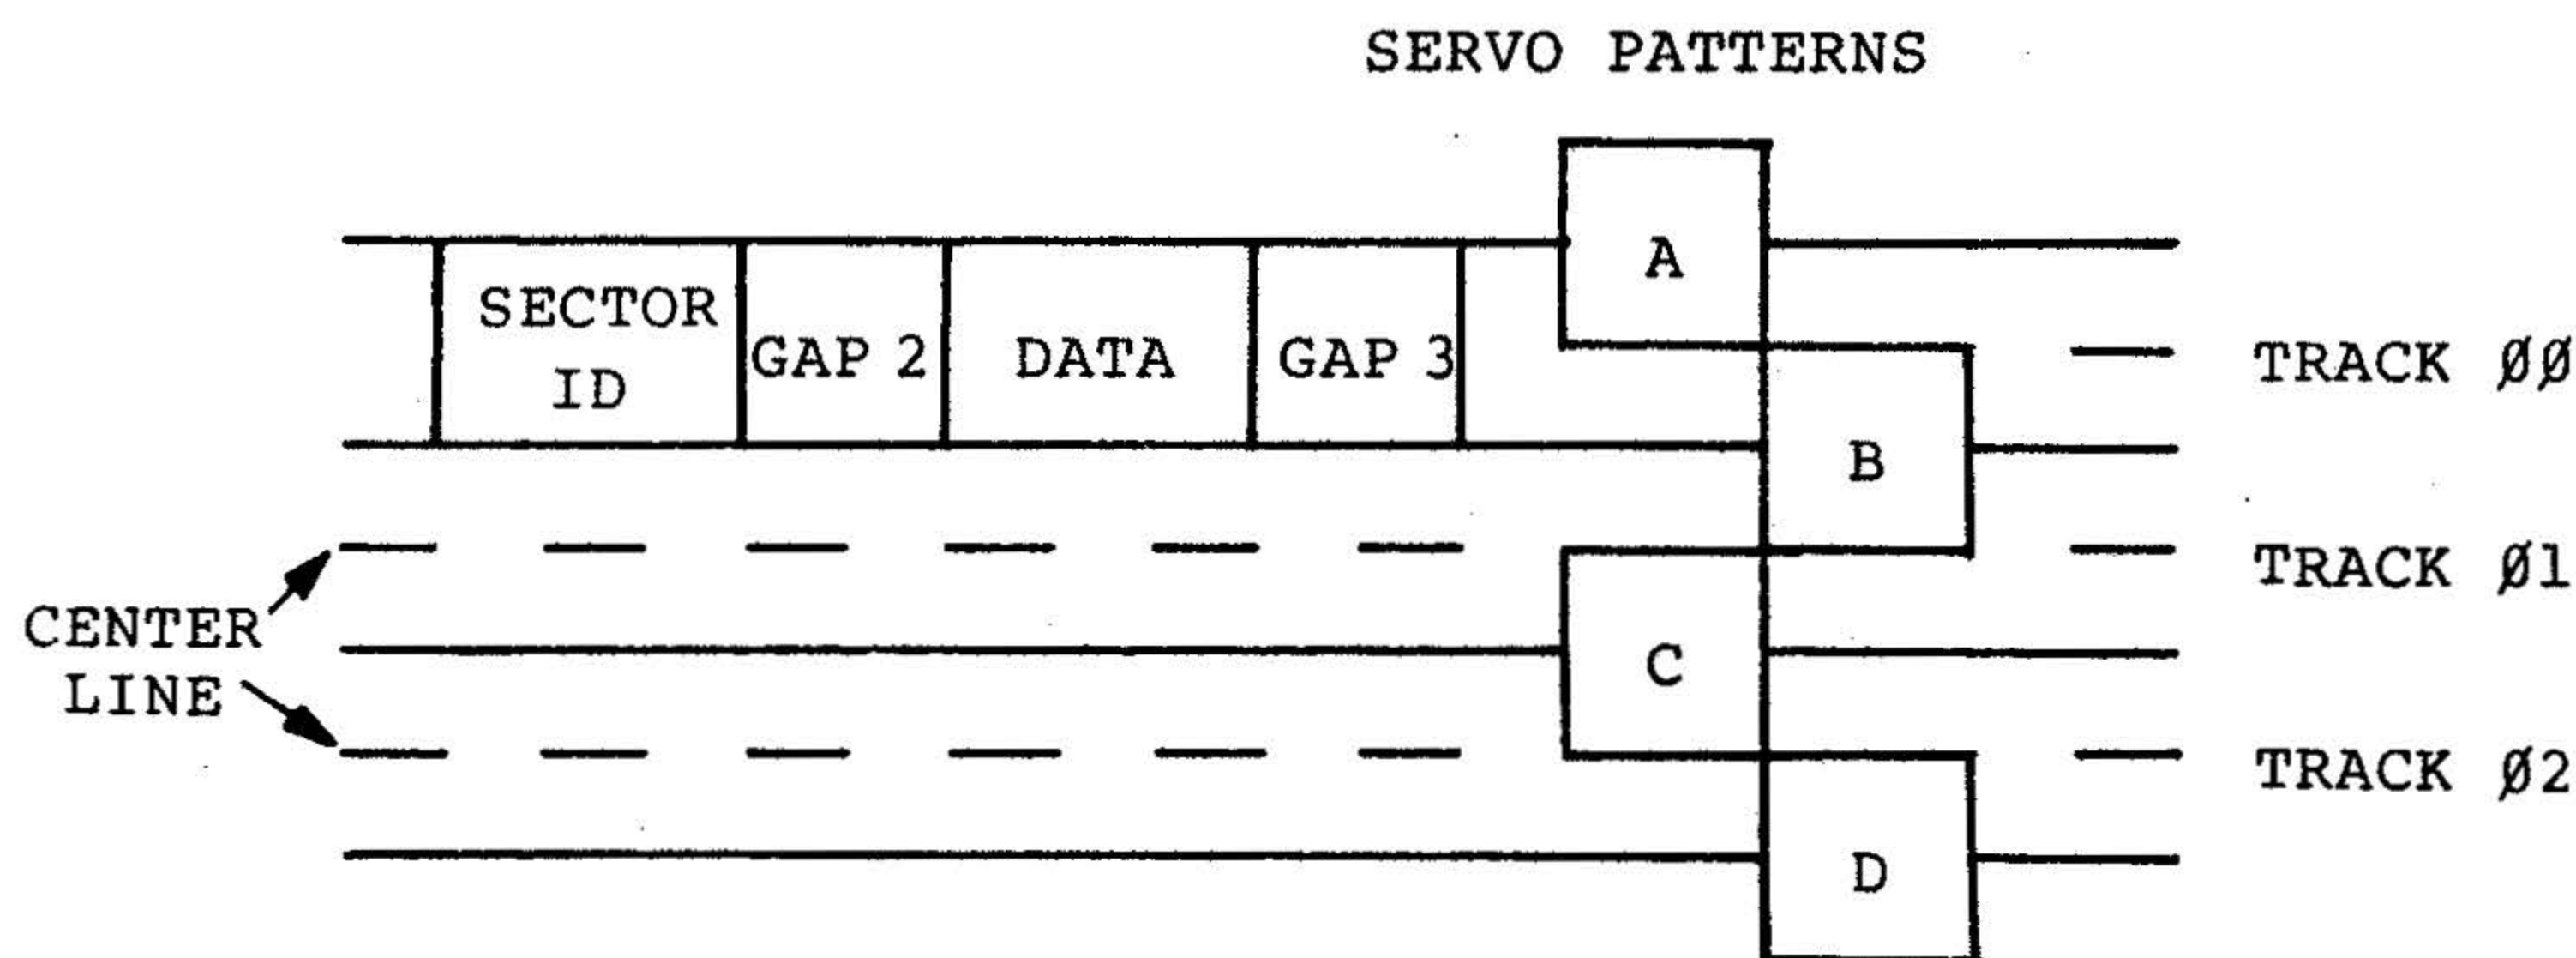 SERVO PATTERNS
A
SECTOR
ID
GAP 2
DATA
GAP 3
TRACK ØØ
B
TRACK Ø1
CENTER
LINE
C
TRACK Ø2
D